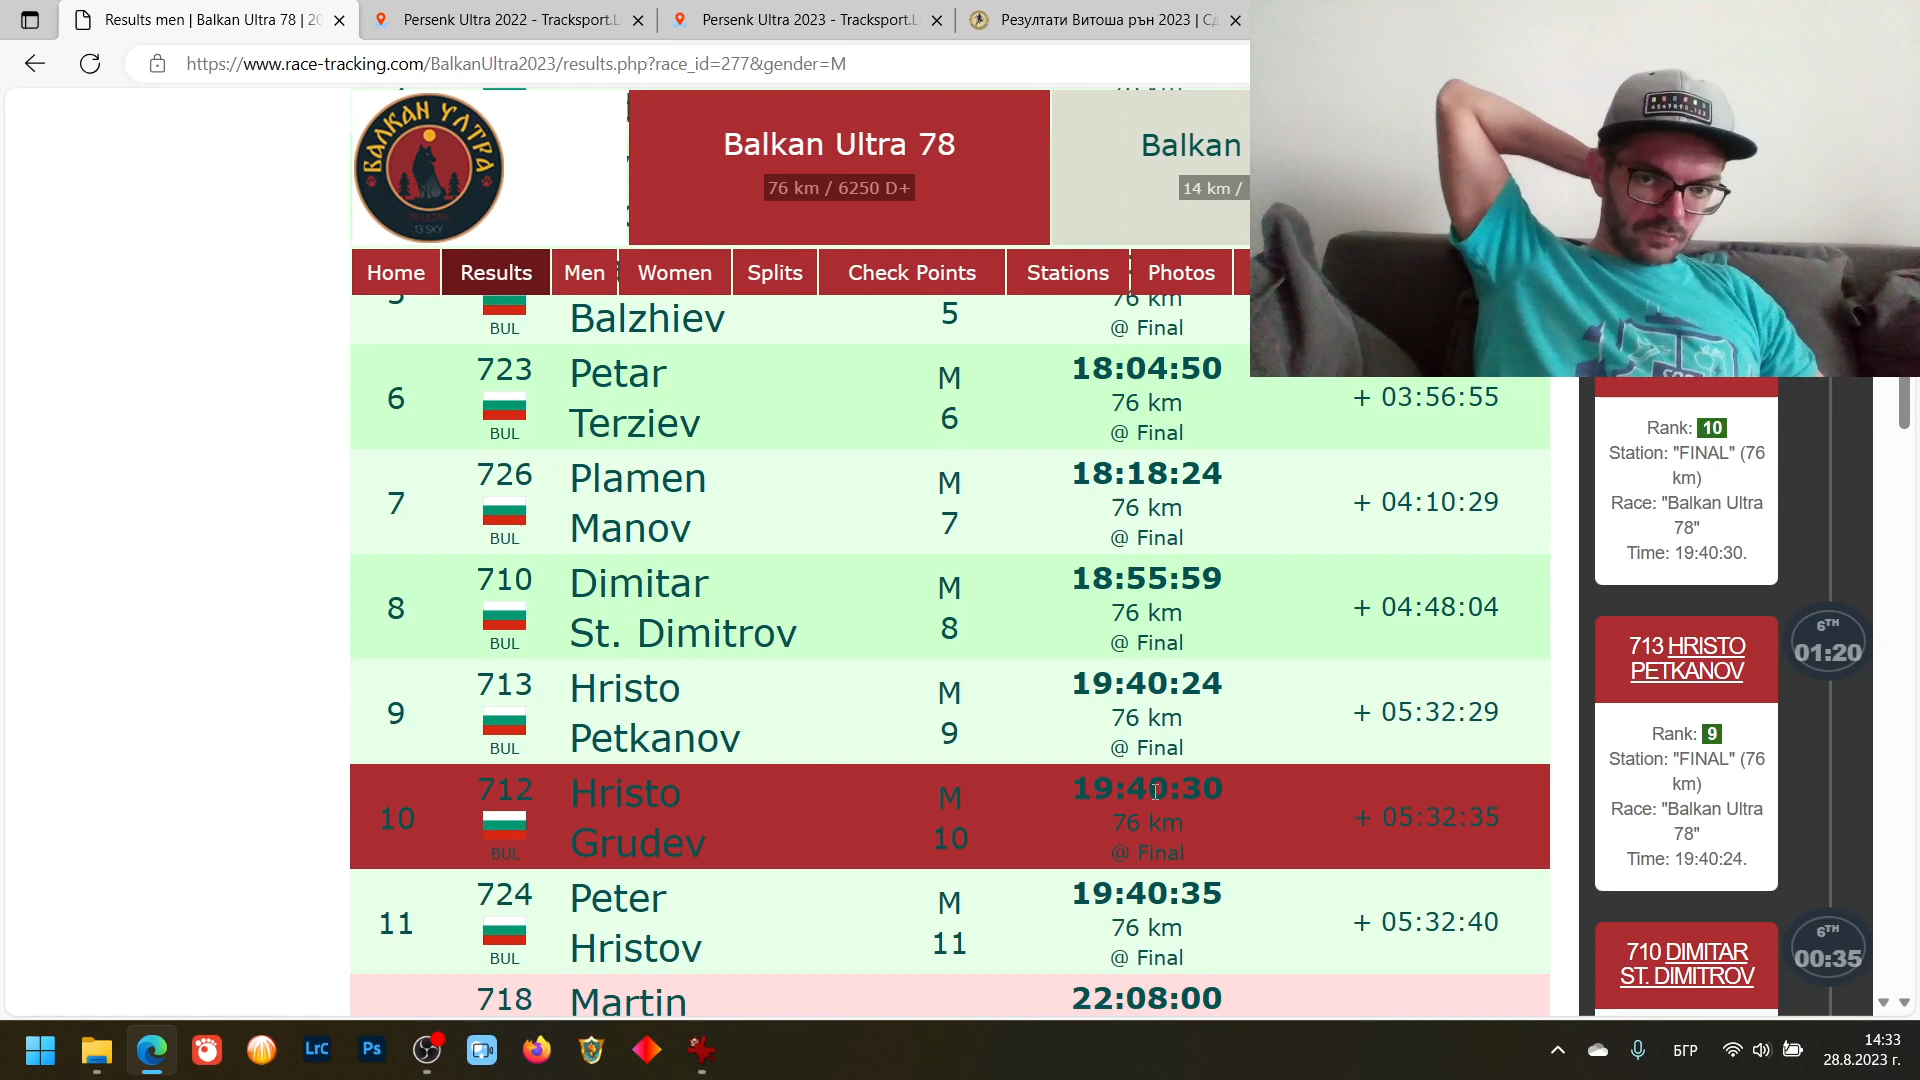 Results men | Balkan Ultra 78 | 20
Persenk Ultra 2022 - Tracksport.L
Persenk Ultra 2023 - Tracksport.L
Резултати Витоша рън 2023 | Сд
https://www.race-tracking.com/BalkanUltra2023/results.php?race_id=277&gender=M
БАЛКАН УЛТРА
78 ULTRA
13 SKY
Balkan Ultra 78
76 km / 6250 D+
Balkan
14 km /
Home
Results
Men
Women
Splits
Check Points
Stations
Photos
5
BUL
Balzhiev
5
76 km
@ Final
6
723
BUL
Petar
Terziev
M
6
18:04:50
76 km
@ Final
+ 03:56:55
7
726
BUL
Plamen
Manov
M
7
18:18:24
76 km
@ Final
+ 04:10:29
8
710
BUL
Dimitar
St. Dimitrov
M
8
18:55:59
76 km
@ Final
+ 04:48:04
9
713
BUL
Hristo
Petkanov
M
9
19:40:24
76 km
@ Final
+ 05:32:29
10
712
BUL
Hristo
Grudev
M
10
19:40:30
76 km
@ Final
+ 05:32:35
11
724
BUL
Peter
Hristov
M
11
19:40:35
76 km
@ Final
+ 05:32:40
718
Martin
22:08:00
Rank: 10
Station: "FINAL" (76
km)
Race: "Balkan Ultra
78"
Time: 19:40:30.
713 HRISTO
PETKANOV
6TH
01:20
Rank: 9
Station: "FINAL" (76
km)
Race: "Balkan Ultra
78"
Time: 19:40:24.
710 DIMITAR
ST. DIMITROV
6TH
00:35
LrC
Ps
БГР
14:33
28.8.2023 г.